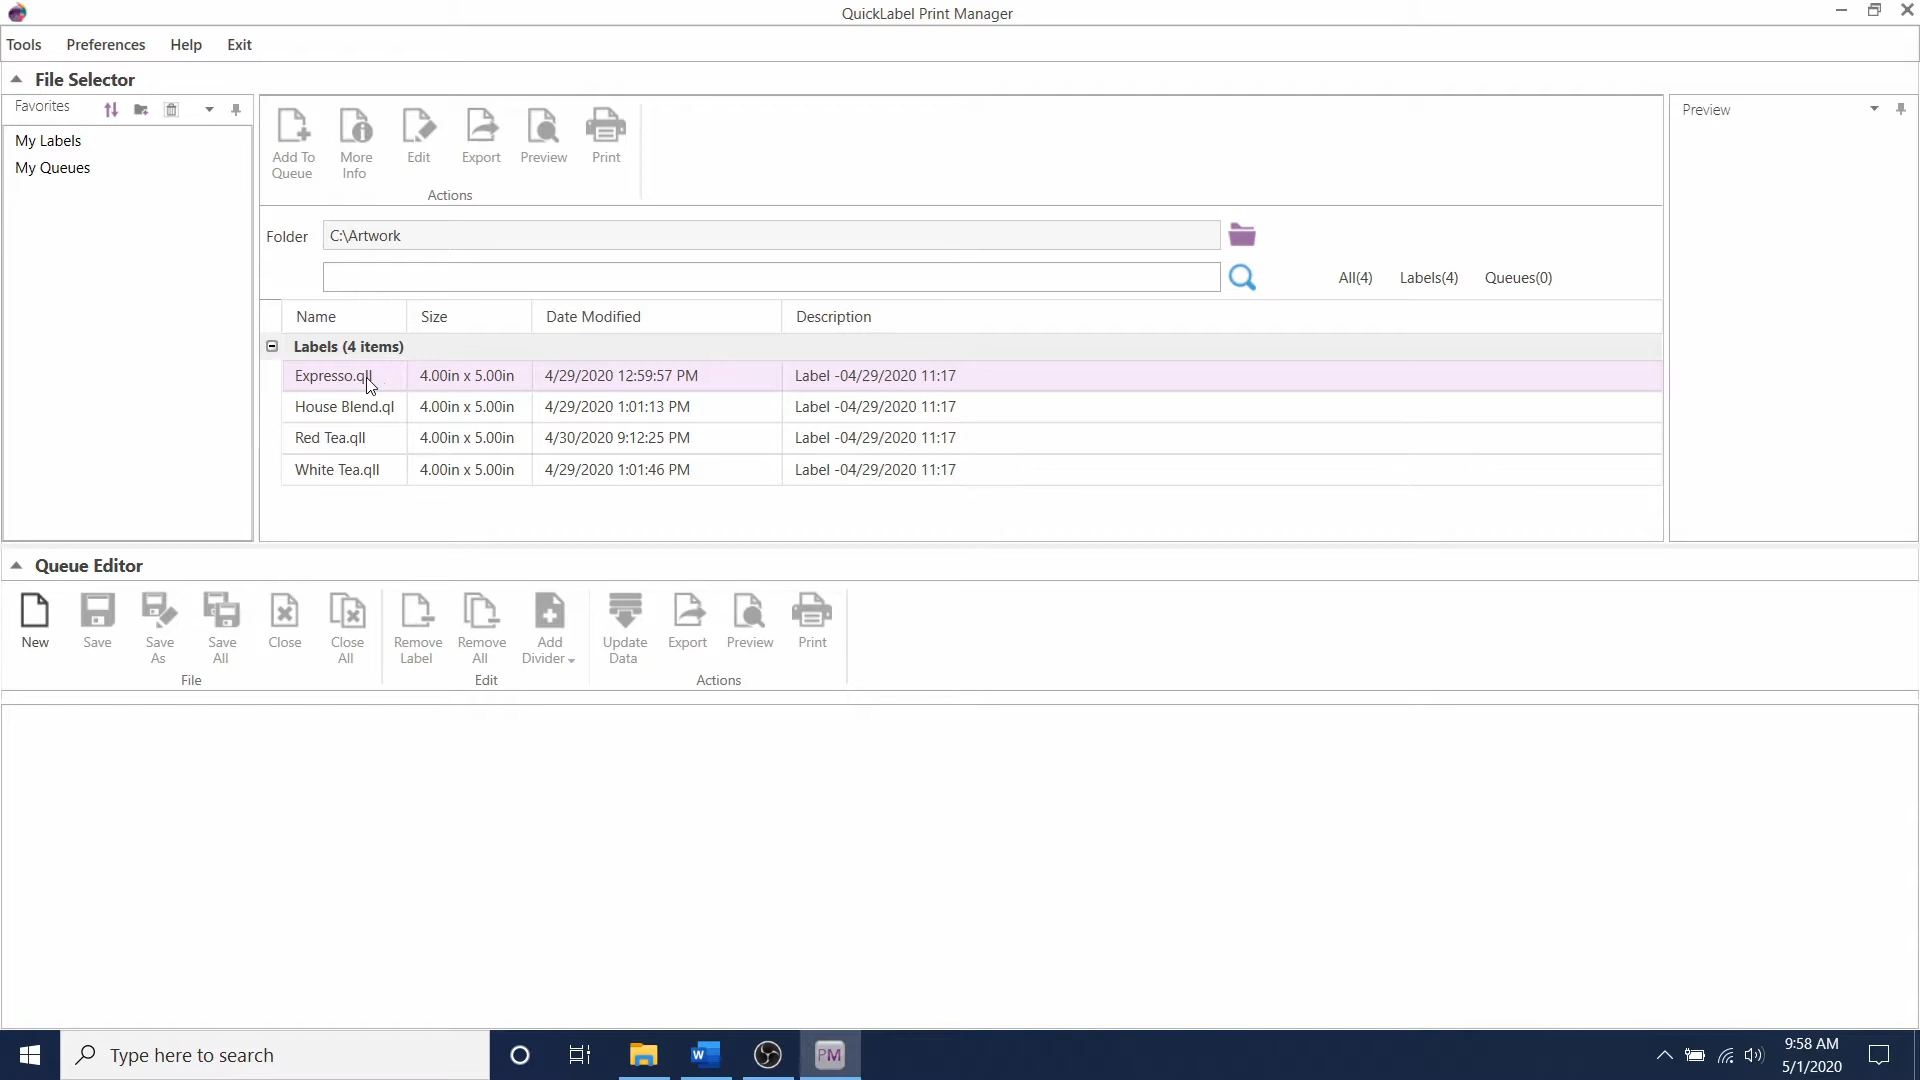 QuickLabel Print Manager
Tools Preferences Help Exit
File Selector
Favorites
My Labels
My Queues
Add To Queue
More Info
Edit
Export
Preview
Print
Actions
Preview
Folder C:\Artwork
All(4) Labels(4) Queues(0)
Name Size Date Modified Description
Labels (4 items)
Expresso.qll 4.00in x 5.00in 4/29/2020 12:59:57 PM Label -04/29/2020 11:17
House Blend.ql 4.00in x 5.00in 4/29/2020 1:01:13 PM Label -04/29/2020 11:17
Red Tea.qll 4.00in x 5.00in 4/30/2020 9:12:25 PM Label -04/29/2020 11:17
White Tea.qll 4.00in x 5.00in 4/29/2020 1:01:46 PM Label -04/29/2020 11:17
Queue Editor
New
Save
Save As
Save All
Close
Close All
File
Remove Label
Remove All
Add Divider
Edit
Update Data
Export
Preview
Print
Actions
Type here to search
W
PM
9:58 AM
5/1/2020